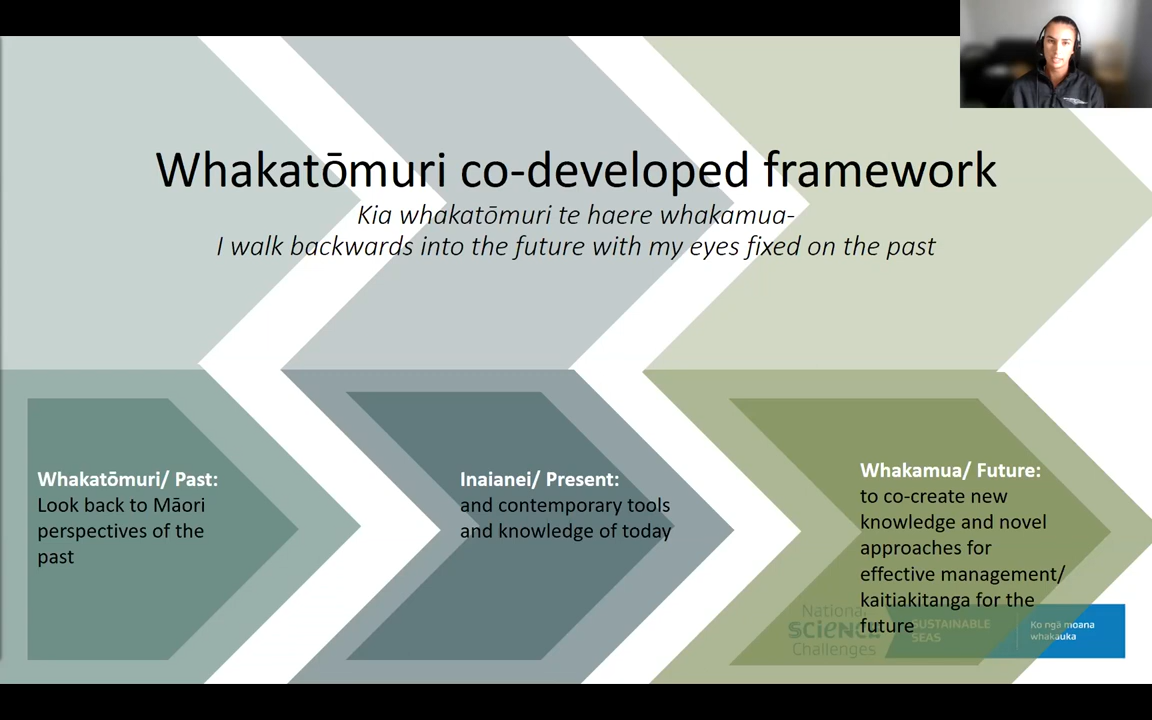 Whakatōmuri co-developed framework
Kia whakatōmuri te haere whakamua-
I walk backwards into the future with my eyes fixed on the past
Whakatōmuri/ Past:
Look back to Māori
perspectives of the
past
Inaianei/ Present:
and contemporary tools
and knowledge of today
Whakamua/ Future:
to co-create new
knowledge and novel
approaches for
effective management/
kaitiakitanga for the
future
National
SCiENCE
Challenges
SUSTAINABLE
SEAS
Ko ngā moana
whakauka